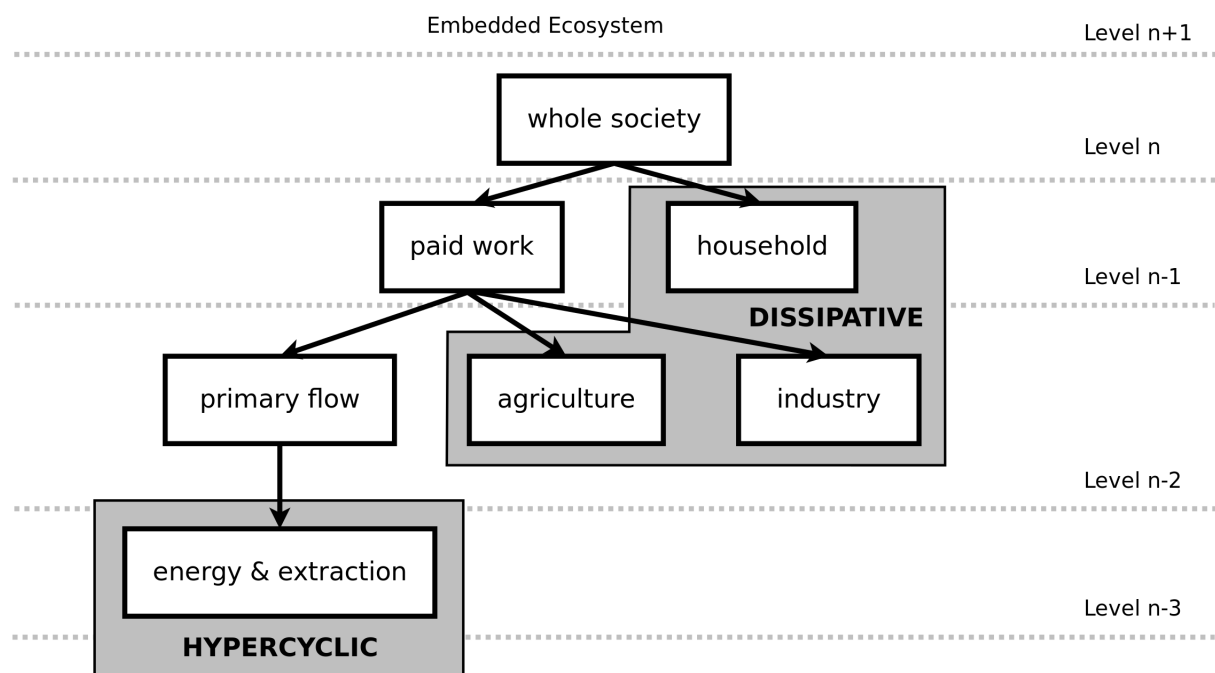 Embedded Ecosystem
Level n+1
whole society
Level n
paid work
household
Level n-1
DISSIPATIVE
primary flow
agriculture
industry
Level n-2
energy & extraction
Level n-3
HYPERCYCLIC